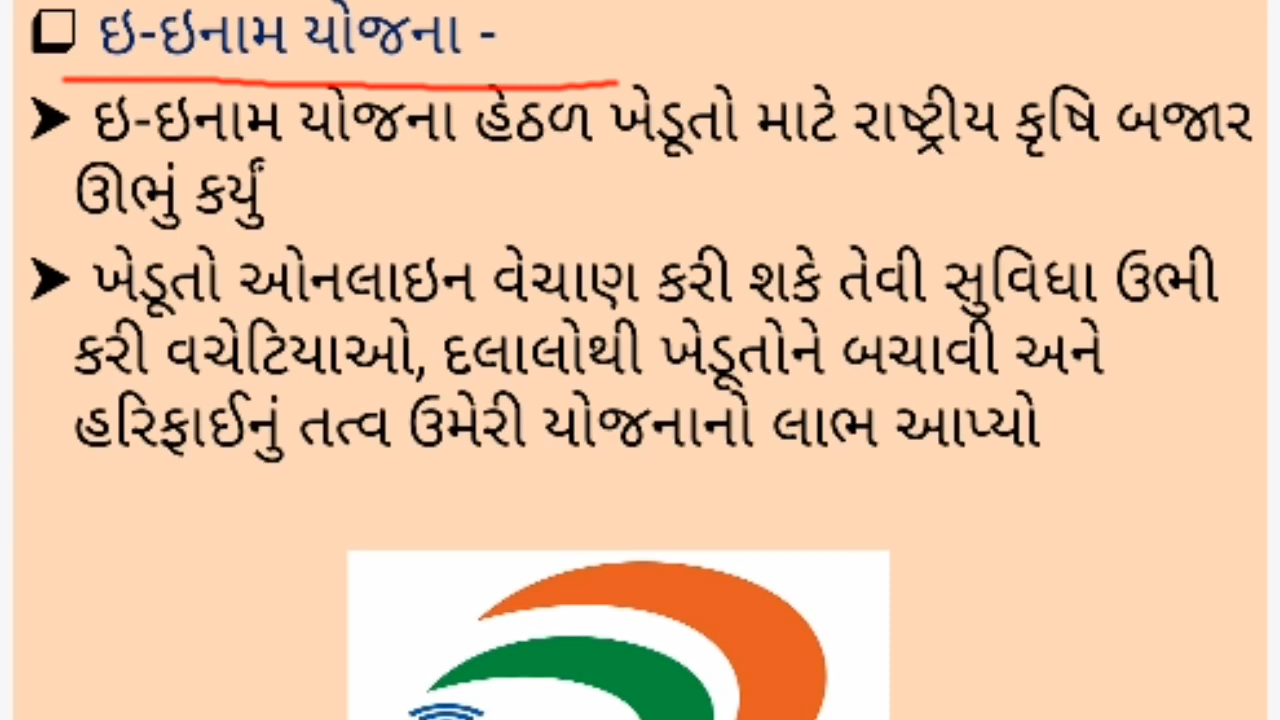 ❑ ઇ-ઇનામ યોજના -
➤ ઇ-ઇનામ યોજના હેઠળ ખેડૂતો માટે રાષ્ટ્રીય કૃષિ બજાર
ઊભું કર્યું
➤ ખેડૂતો ઓનલાઇન વેચાણ કરી શકે તેવી સુવિધા ઉભી
કરી વચેટિયાઓ, દલાલોથી ખેડૂતોને બચાવી અને
હરિફાઈનું તત્વ ઉમેરી યોજનાનો લાભ આપ્યો